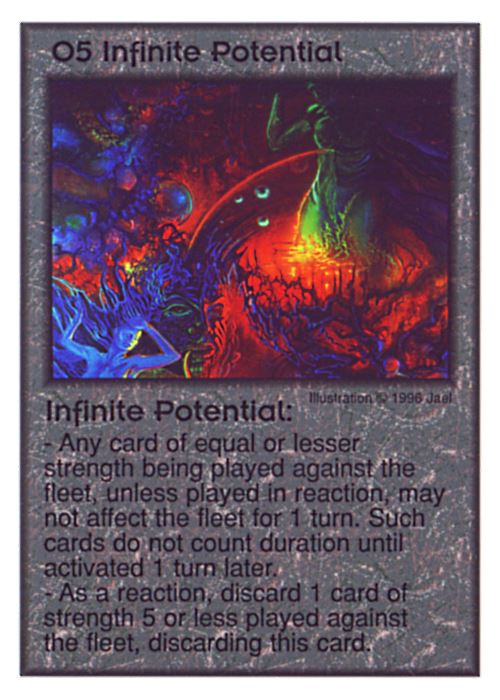 O5 Infinite Potential
Illustration © 1996 Jael
Infinite Potential:
- Any card of equal or lesser
strength being played against the
fleet, unless played in reaction, may
not affect the fleet for 1 turn. Such
cards do not count duration until
activated 1 turn later.
- As a reaction, discard 1 card of
strength 5 or less played against
the fleet, discarding this card.